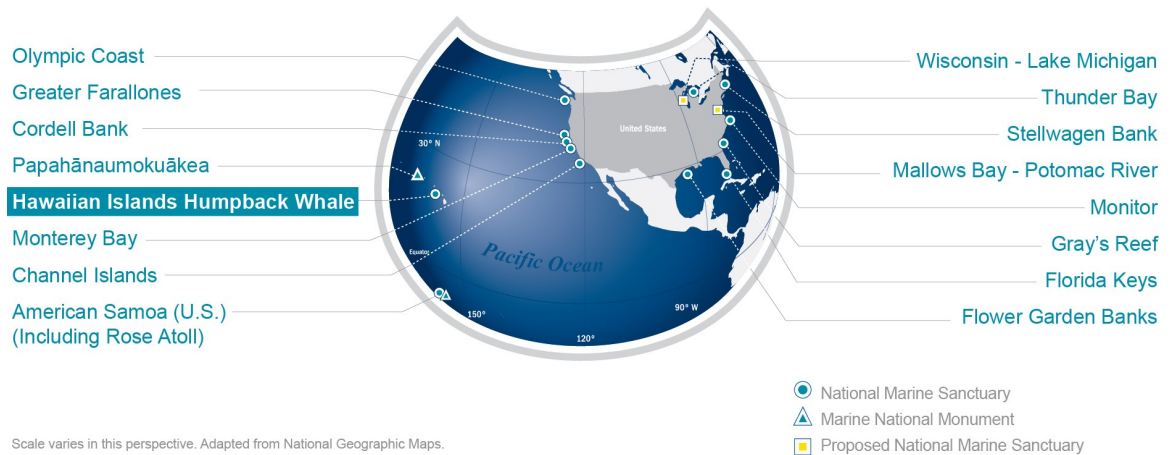 Olympic Coast
Greater Farallones
Cordell Bank
Papahānaumokuākea
Hawaiian Islands Humpback Whale
Monterey Bay
Channel Islands
American Samoa (U.S.)
(Including Rose Atoll)
United States
30° N
Equator
Pacific Ocean
150°
120°
90° W
Wisconsin - Lake Michigan
Thunder Bay
Stellwagen Bank
Mallows Bay - Potomac River
Monitor
Gray’s Reef
Florida Keys
Flower Garden Banks
National Marine Sanctuary
Marine National Monument
Proposed National Marine Sanctuary
Scale varies in this perspective. Adapted from National Geographic Maps.